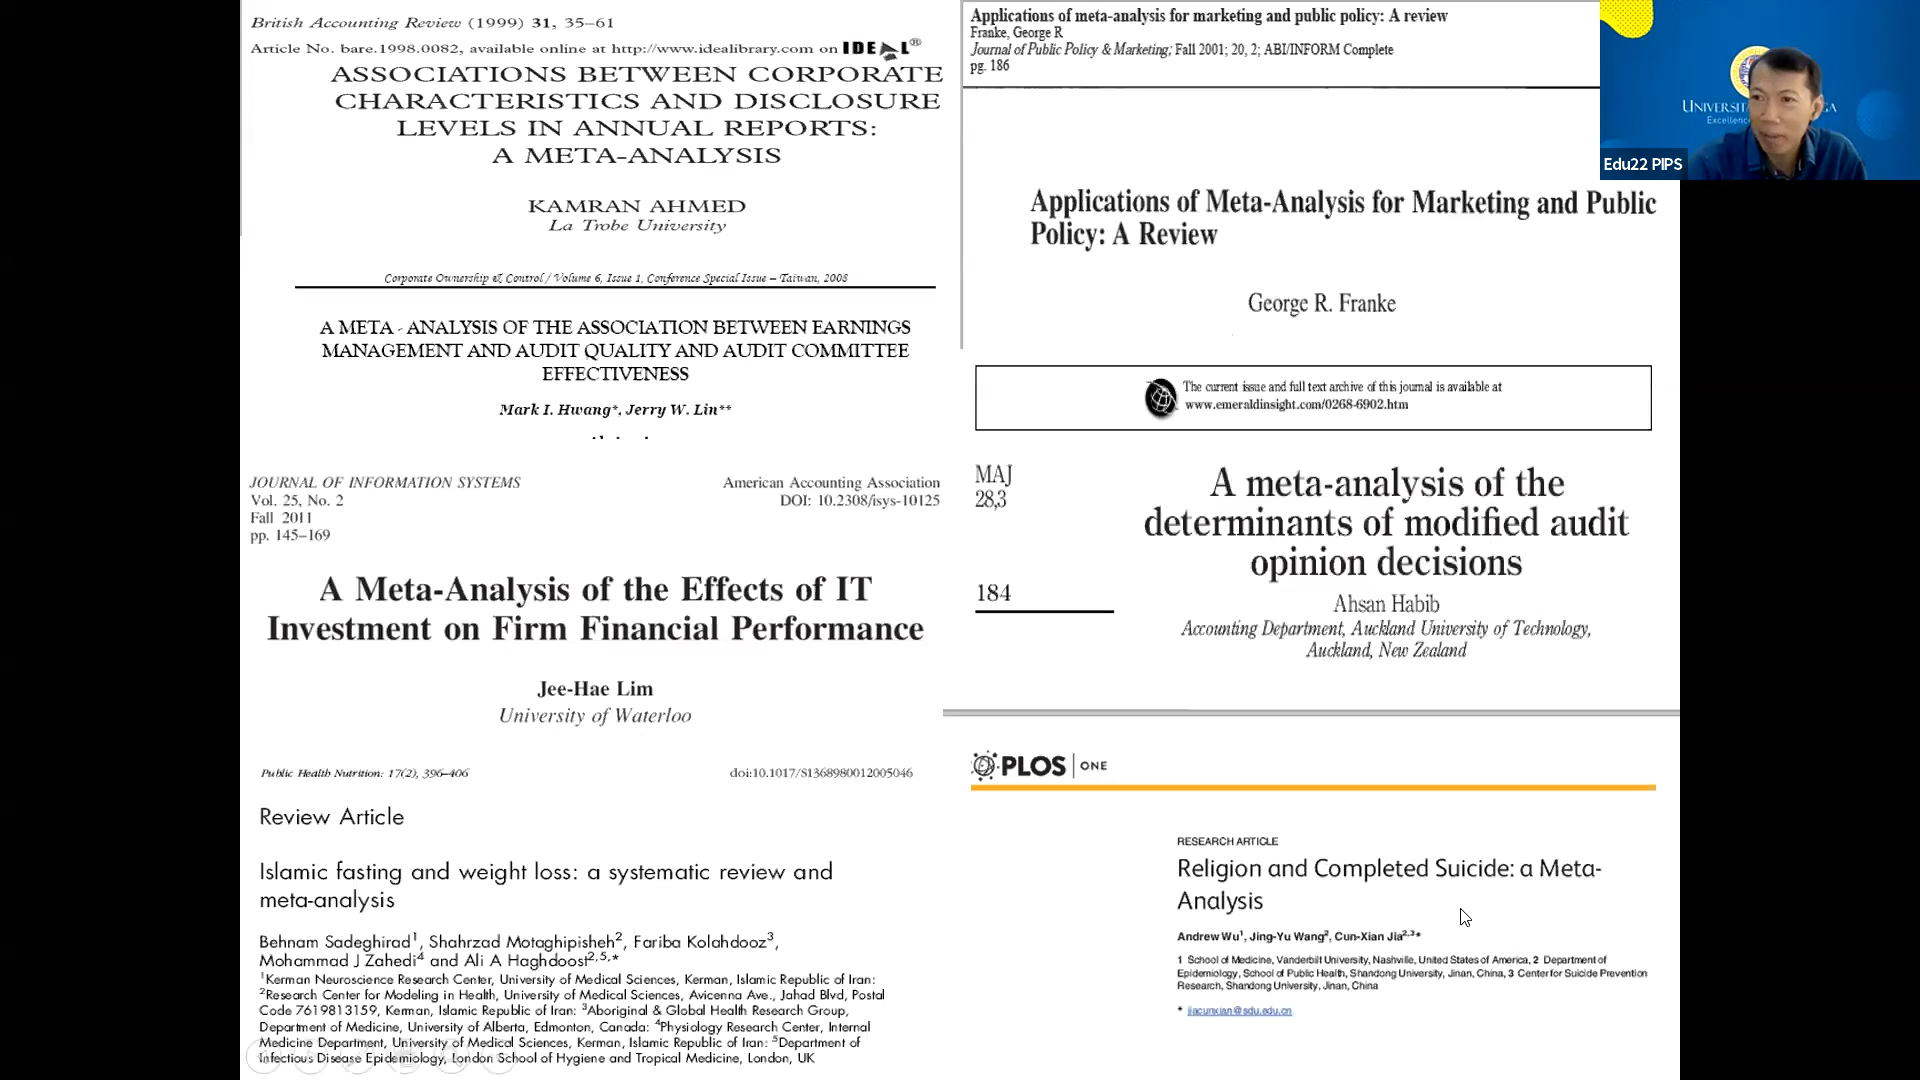 British Accounting Review (1999) 31, 35–61
Article No. bare.1998.0082, available online at http://www.idealibrary.com on IDEAL®
ASSOCIATIONS BETWEEN CORPORATE
CHARACTERISTICS AND DISCLOSURE
LEVELS IN ANNUAL REPORTS:
A META-ANALYSIS
KAMRAN AHMED
La Trobe University
Corporate Ownership & Control / Volume 6, Issue 1, Conference Special Issue – Taiwan, 2008
A META - ANALYSIS OF THE ASSOCIATION BETWEEN EARNINGS
MANAGEMENT AND AUDIT QUALITY AND AUDIT COMMITTEE
EFFECTIVENESS
Mark I. Hwang*, Jerry W. Lin**
JOURNAL OF INFORMATION SYSTEMS
Vol. 25, No. 2
Fall 2011
pp. 145–169
American Accounting Association
DOI: 10.2308/isys-10125
A Meta-Analysis of the Effects of IT
Investment on Firm Financial Performance
Jee-Hae Lim
University of Waterloo
Public Health Nutrition: 17(2), 396–406
doi:10.1017/S1368980012005046
Review Article
Islamic fasting and weight loss: a systematic review and
meta-analysis
Behnam Sadeghirad1, Shahrzad Motaghipisheh2, Fariba Kolahdooz3,
Mohammad J Zahedi4 and Ali A Haghdoost2,5,*
1Kerman Neuroscience Research Center, University of Medical Sciences, Kerman, Islamic Republic of Iran:
2Research Center for Modeling in Health, University of Medical Sciences, Avicenna Ave., Jahad Blvd, Postal
Code 7619813159, Kerman, Islamic Republic of Iran: 3Aboriginal & Global Health Research Group,
Department of Medicine, University of Alberta, Edmonton, Canada: 4Physiology Research Center, Internal
Medicine Department, University of Medical Sciences, Kerman, Islamic Republic of Iran: 5Department of
Infectious Disease Epidemiology, London School of Hygiene and Tropical Medicine, London, UK
Applications of meta-analysis for marketing and public policy: A review
Franke, George R
Journal of Public Policy & Marketing; Fall 2001; 20, 2; ABI/INFORM Complete
pg. 186
Applications of Meta-Analysis for Marketing and Public
Policy: A Review
George R. Franke
The current issue and full text archive of this journal is available at
www.emeraldinsight.com/0268-6902.htm
MAJ
28,3
184
A meta-analysis of the
determinants of modified audit
opinion decisions
Ahsan Habib
Accounting Department, Auckland University of Technology,
Auckland, New Zealand
PLOS ONE
RESEARCH ARTICLE
Religion and Completed Suicide: a Meta-
Analysis
Andrew Wu1, Jing-Yu Wang2, Cun-Xian Jia2,3*
1 School of Medicine, Vanderbilt University, Nashville, United States of America, 2 Department of
Epidemiology, School of Public Health, Shandong University, Jinan, China, 3 Center for Suicide Prevention
Research, Shandong University, Jinan, China
* jiacunxian@sdu.edu.cn
Edu22 PIPS